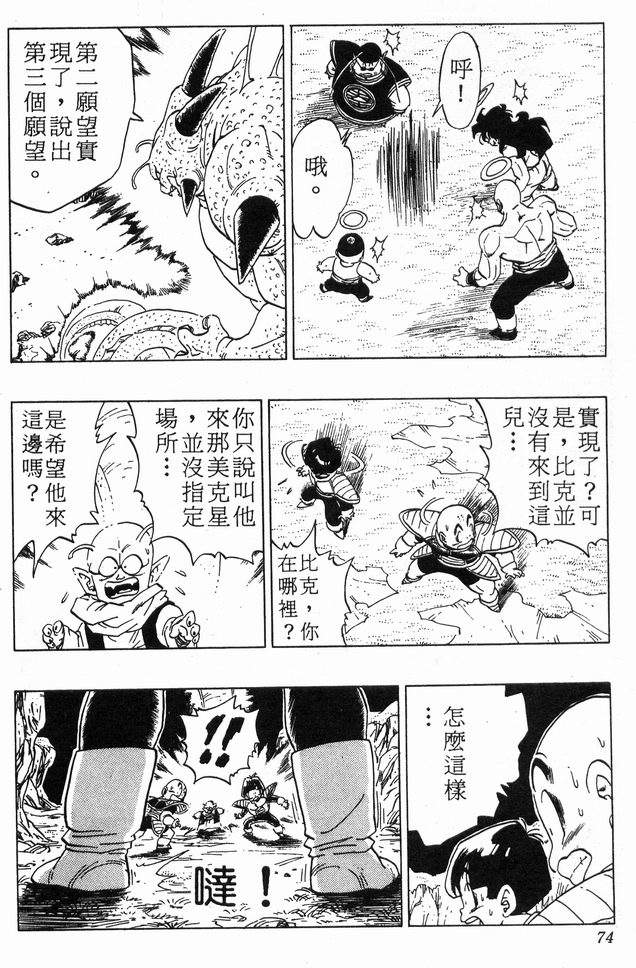 呼！
哦。
第二願望實
現了，說出
第三個願望。
實現了？可
是，比克並
沒有來到這
兒…
比克，你
在哪裡？
你只說叫他
來那美克星
，並沒指定
場所…
是希望他來
這邊嗎？
怎麼這樣
…
!!
噠！
74